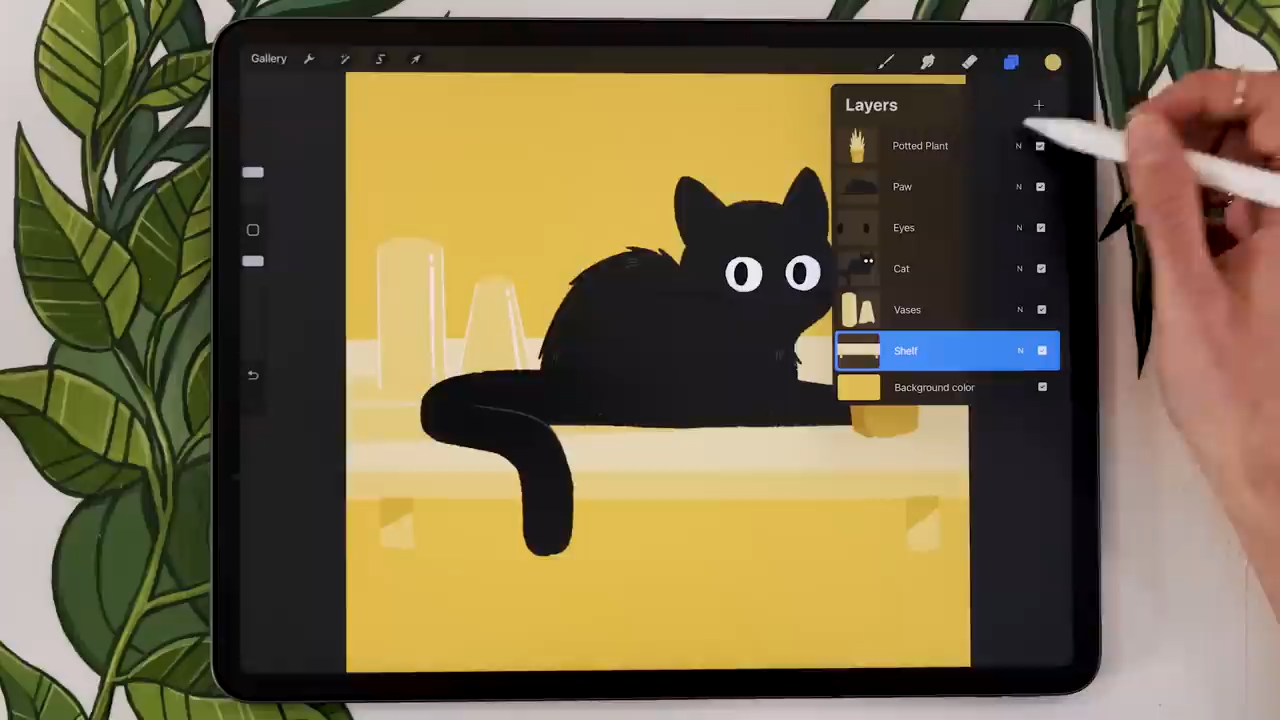 Gallery
Layers
Potted Plant N
Paw N
Eyes N
Cat N
Vases N
Shelf N
Background color